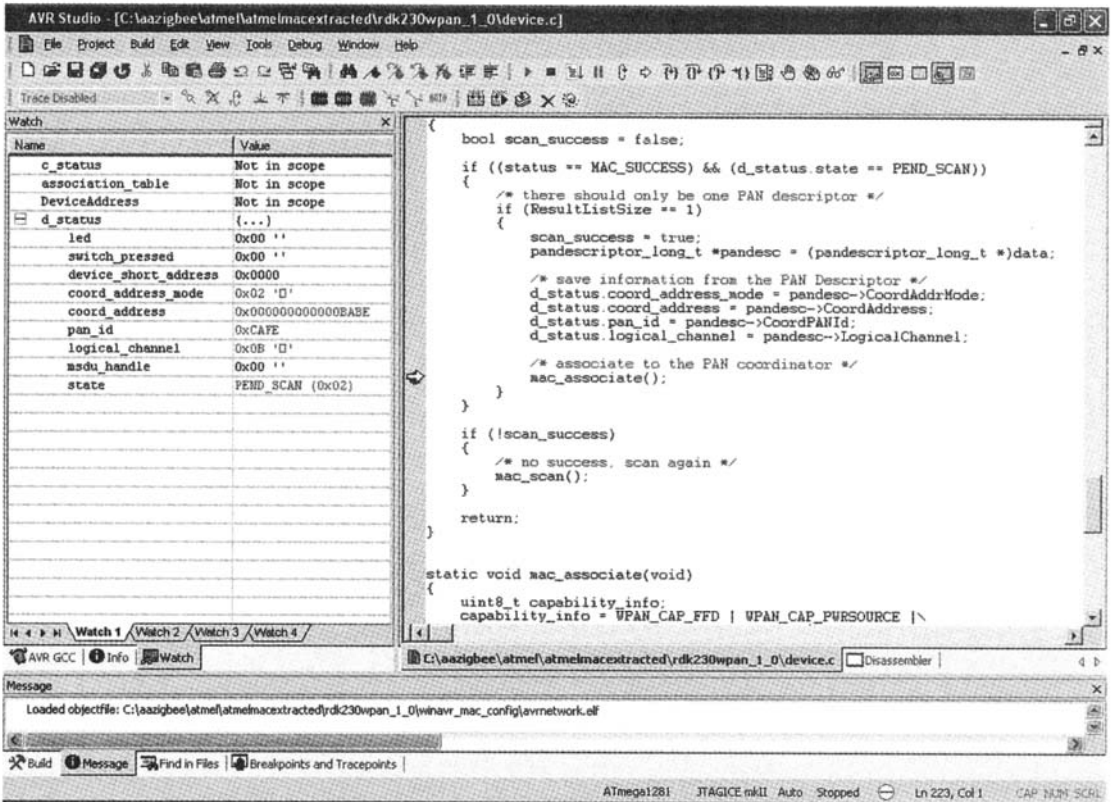 AVR Studio - [C:\aazigbee\atmel\atmelmacextracted\rdk230wpan_1_0\device.c]
File Project Build Edit View Tools Debug Window Help
Trace Disabled
Watch
Name Value
c_status Not in scope
association_table Not in scope
DeviceAddress Not in scope
d_status {...}
led 0x00 ''
switch_pressed 0x00 ''
device_short_address 0x0000
coord_address_mode 0x02 '□'
coord_address 0x000000000000BABE
pan_id 0xCAFE
logical_channel 0x0B '□'
msdu_handle 0x00 ''
state PEND_SCAN (0x02)
Watch 1 Watch 2 Watch 3 Watch 4
AVR GCC Info Watch
{
bool scan_success = false;
if ((status == MAC_SUCCESS) && (d_status.state == PEND_SCAN))
{
/* there should only be one PAN descriptor */
if (ResultListSize == 1)
{
scan_success = true;
pandescriptor_long_t *pandesc = (pandescriptor_long_t *)data;
/* save information from the PAN Descriptor */
d_status.coord_address_mode = pandesc->CoordAddrMode;
d_status.coord_address = pandesc->CoordAddress;
d_status.pan_id = pandesc->CoordPANId;
d_status.logical_channel = pandesc->LogicalChannel;
/* associate to the PAN coordinator */
mac_associate();
}
}
if (!scan_success)
{
/* no success, scan again */
mac_scan();
}
return;
}
static void mac_associate(void)
{
uint8_t capability_info;
capability_info = WPAN_CAP_FFD | WPAN_CAP_PWRSOURCE |\
C:\aazigbee\atmel\atmelmacextracted\rdk230wpan_1_0\device.c Disassembler
Message
Loaded objectfile: C:\aazigbee\atmel\atmelmacextracted\rdk230wpan_1_0\winavr_mac_config\avrnetwork.elf
Build Message Find in Files Breakpoints and Tracepoints
ATmega1281 JTAGICE mkII Auto Stopped Ln 223, Col 1 CAP NUM SCRL